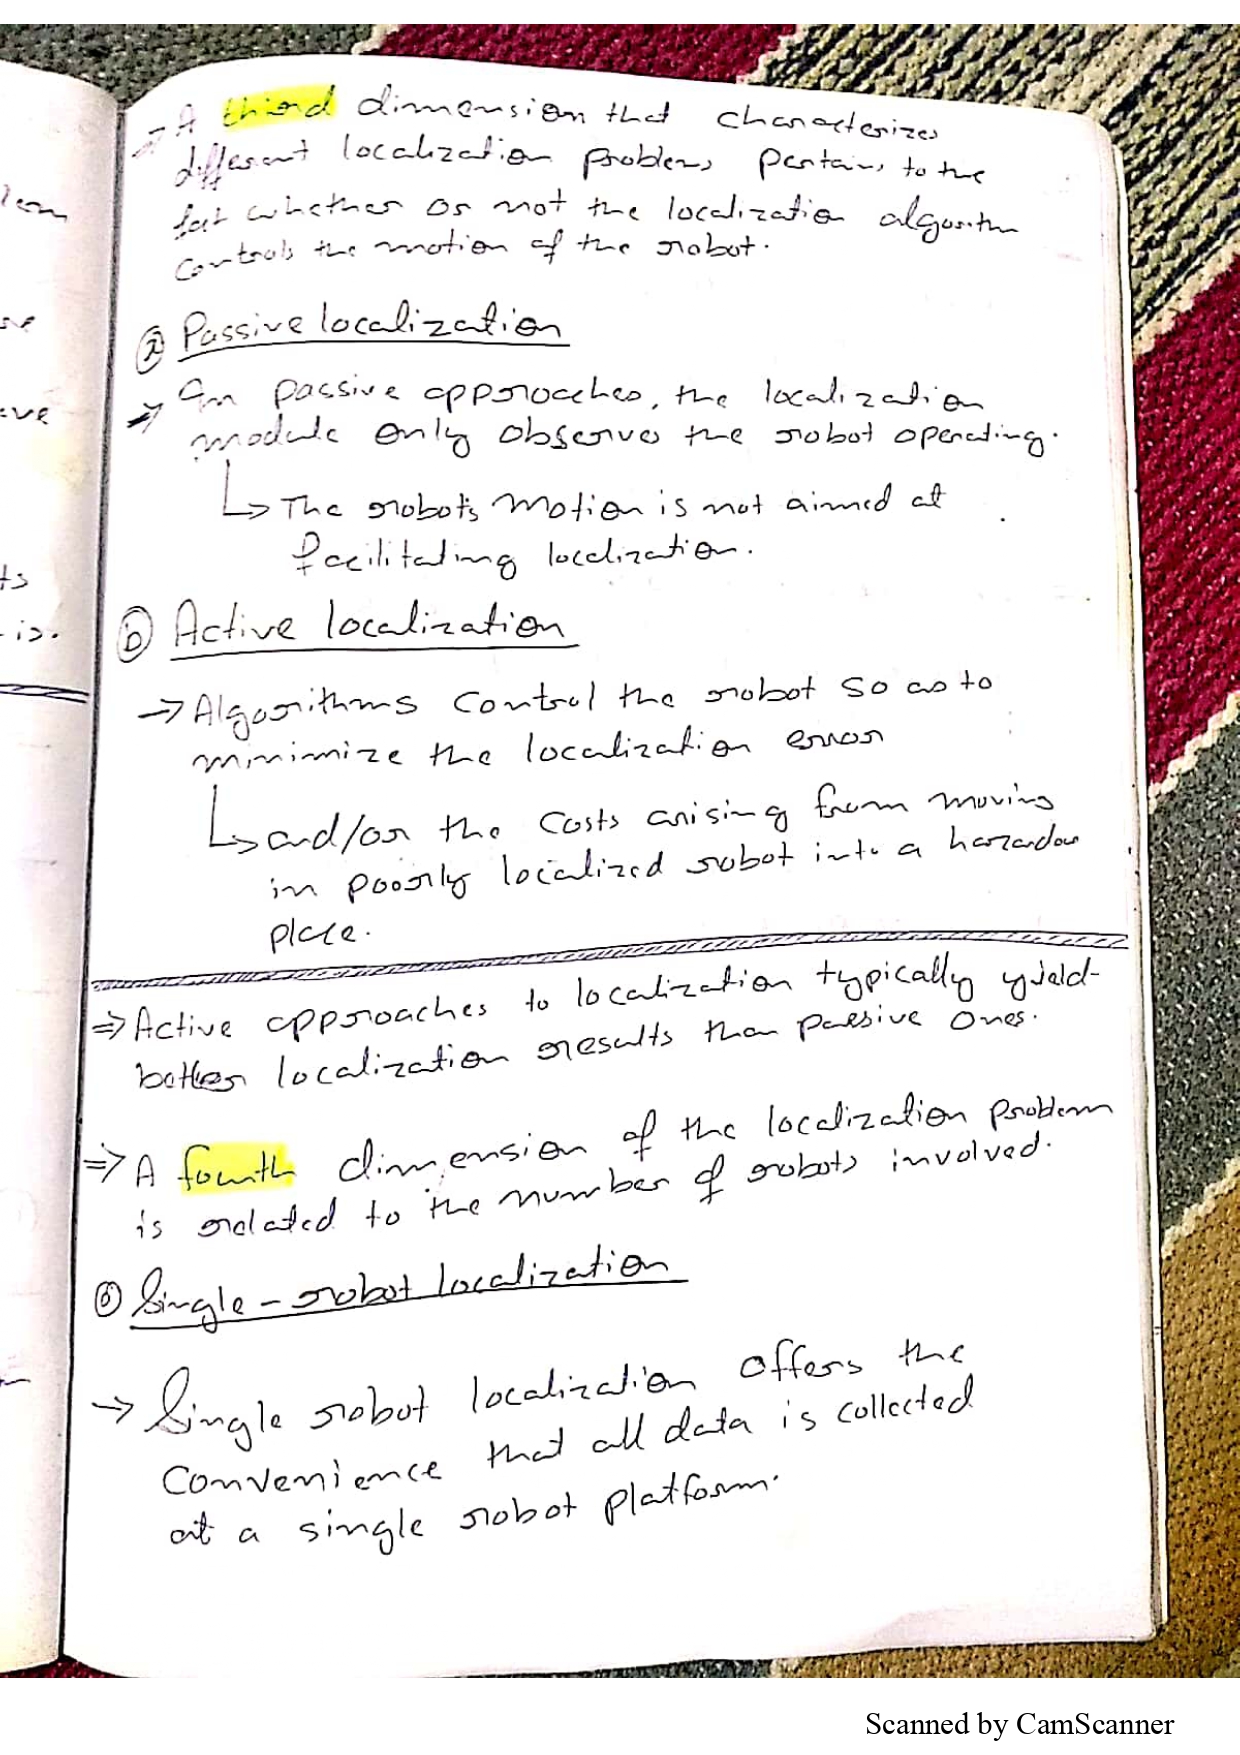 → A third dimension that characterizes
different localization problems pertains to the
fact whether or not the localization algorithm
controls the motion of the robot.
ⓐ Passive localization
→ In passive approaches, the localization
module only observes the robot operating.
↳ The robot's motion is not aimed at
facilitating localization.
ⓑ Active localization
→ Algorithms control the robot so as to
minimize the localization error
↳ and/or the costs arising from moving
in poorly localized robot into a hazardous
place.
⇒ Active approaches to localization typically yield
better localization results than passive ones.
⇒ A fourth dimension of the localization problem
is related to the number of robots involved.
Single-robot localization
→ Single robot localization offers the
convenience that all data is collected
at a single robot platform.
ve
ts
is.
Scanned by CamScanner